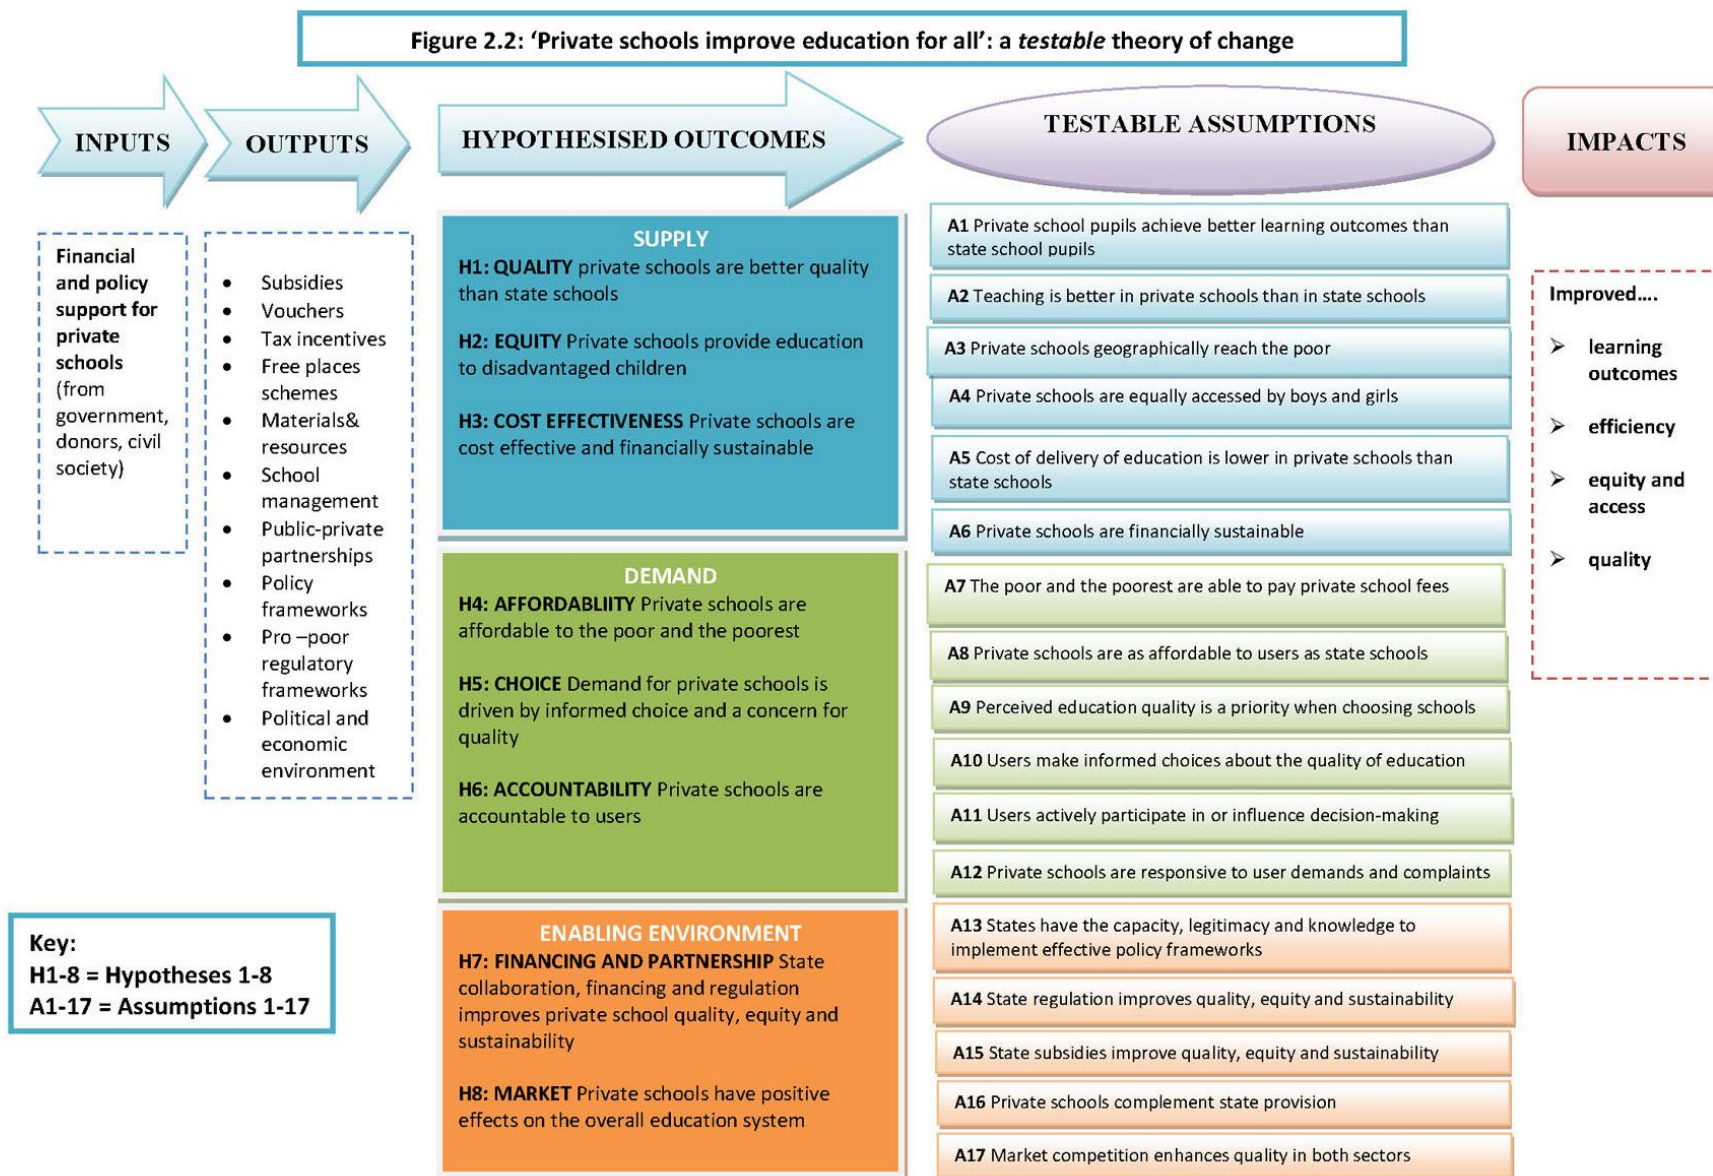 Figure 2.2: ‘Private schools improve education for all’: a testable theory of change
INPUTS
OUTPUTS
HYPOTHESISED OUTCOMES
TESTABLE ASSUMPTIONS
IMPACTS
Financial
and policy
support for
private
schools
(from
government,
donors, civil
society)
• Subsidies
• Vouchers
• Tax incentives
• Free places
schemes
• Materials&
resources
• School
management
• Public-private
partnerships
• Policy
frameworks
• Pro –poor
regulatory
frameworks
• Political and
economic
environment
SUPPLY
H1: QUALITY private schools are better quality
than state schools
H2: EQUITY Private schools provide education
to disadvantaged children
H3: COST EFFECTIVENESS Private schools are
cost effective and financially sustainable
DEMAND
H4: AFFORDABLIITY Private schools are
affordable to the poor and the poorest
H5: CHOICE Demand for private schools is
driven by informed choice and a concern for
quality
H6: ACCOUNTABILITY Private schools are
accountable to users
ENABLING ENVIRONMENT
H7: FINANCING AND PARTNERSHIP State
collaboration, financing and regulation
improves private school quality, equity and
sustainability
H8: MARKET Private schools have positive
effects on the overall education system
A1 Private school pupils achieve better learning outcomes than
state school pupils
A2 Teaching is better in private schools than in state schools
A3 Private schools geographically reach the poor
A4 Private schools are equally accessed by boys and girls
A5 Cost of delivery of education is lower in private schools than
state schools
A6 Private schools are financially sustainable
A7 The poor and the poorest are able to pay private school fees
A8 Private schools are as affordable to users as state schools
A9 Perceived education quality is a priority when choosing schools
A10 Users make informed choices about the quality of education
A11 Users actively participate in or influence decision-making
A12 Private schools are responsive to user demands and complaints
A13 States have the capacity, legitimacy and knowledge to
implement effective policy frameworks
A14 State regulation improves quality, equity and sustainability
A15 State subsidies improve quality, equity and sustainability
A16 Private schools complement state provision
A17 Market competition enhances quality in both sectors
Improved....
➢ learning
outcomes
➢ efficiency
➢ equity and
access
➢ quality
Key:
H1-8 = Hypotheses 1-8
A1-17 = Assumptions 1-17